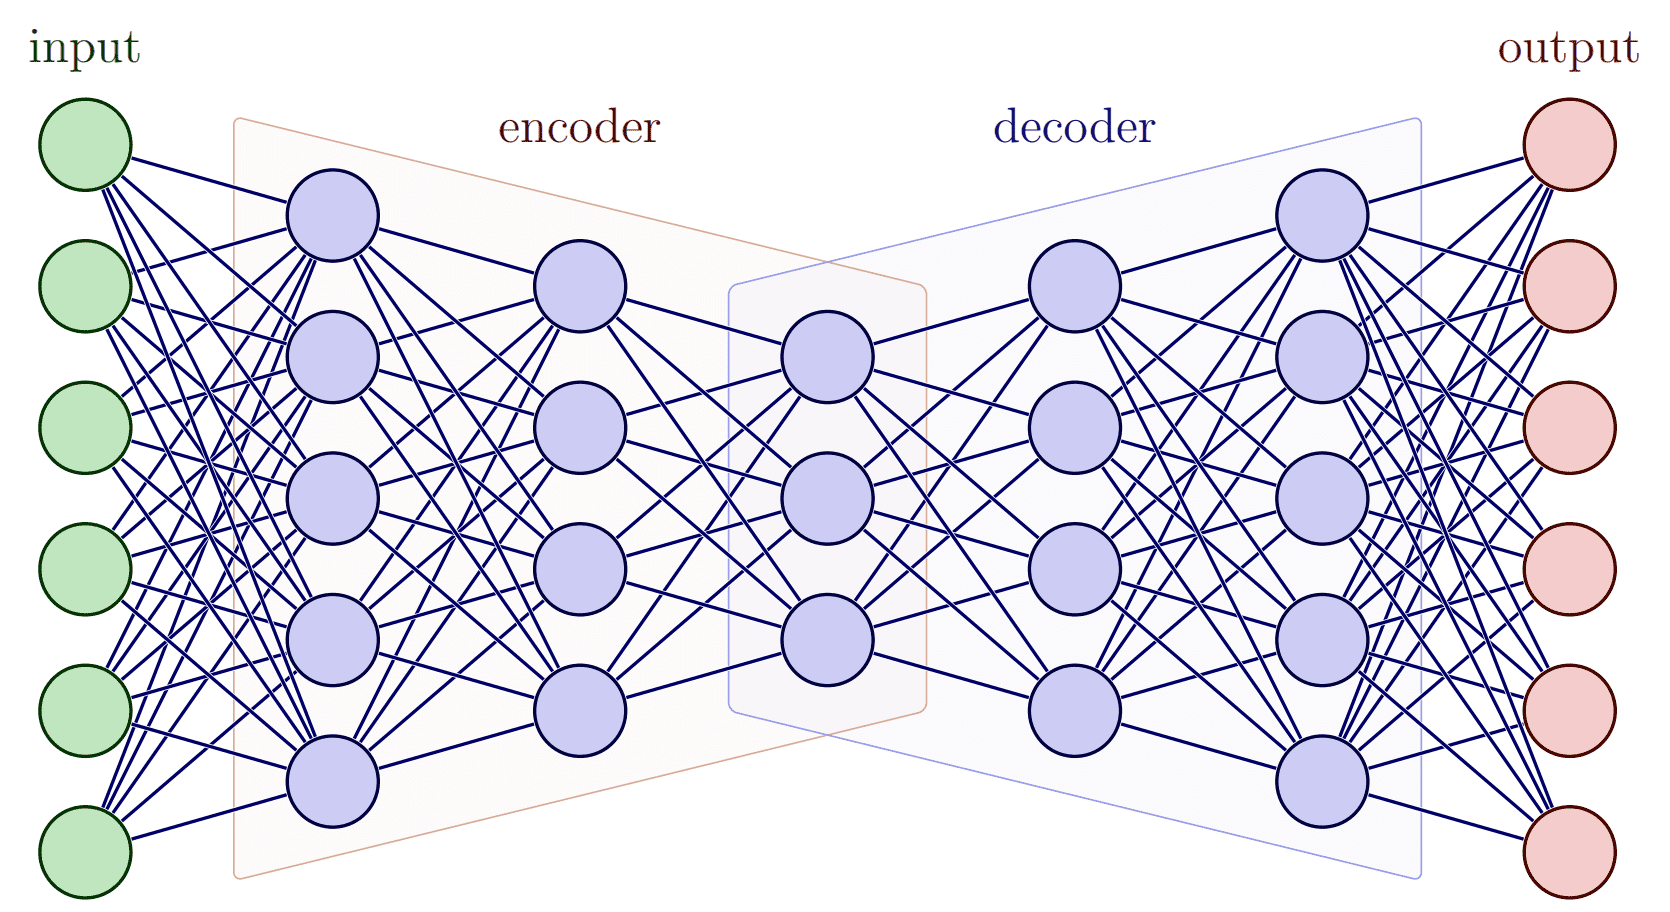 input
output
encoder
decoder